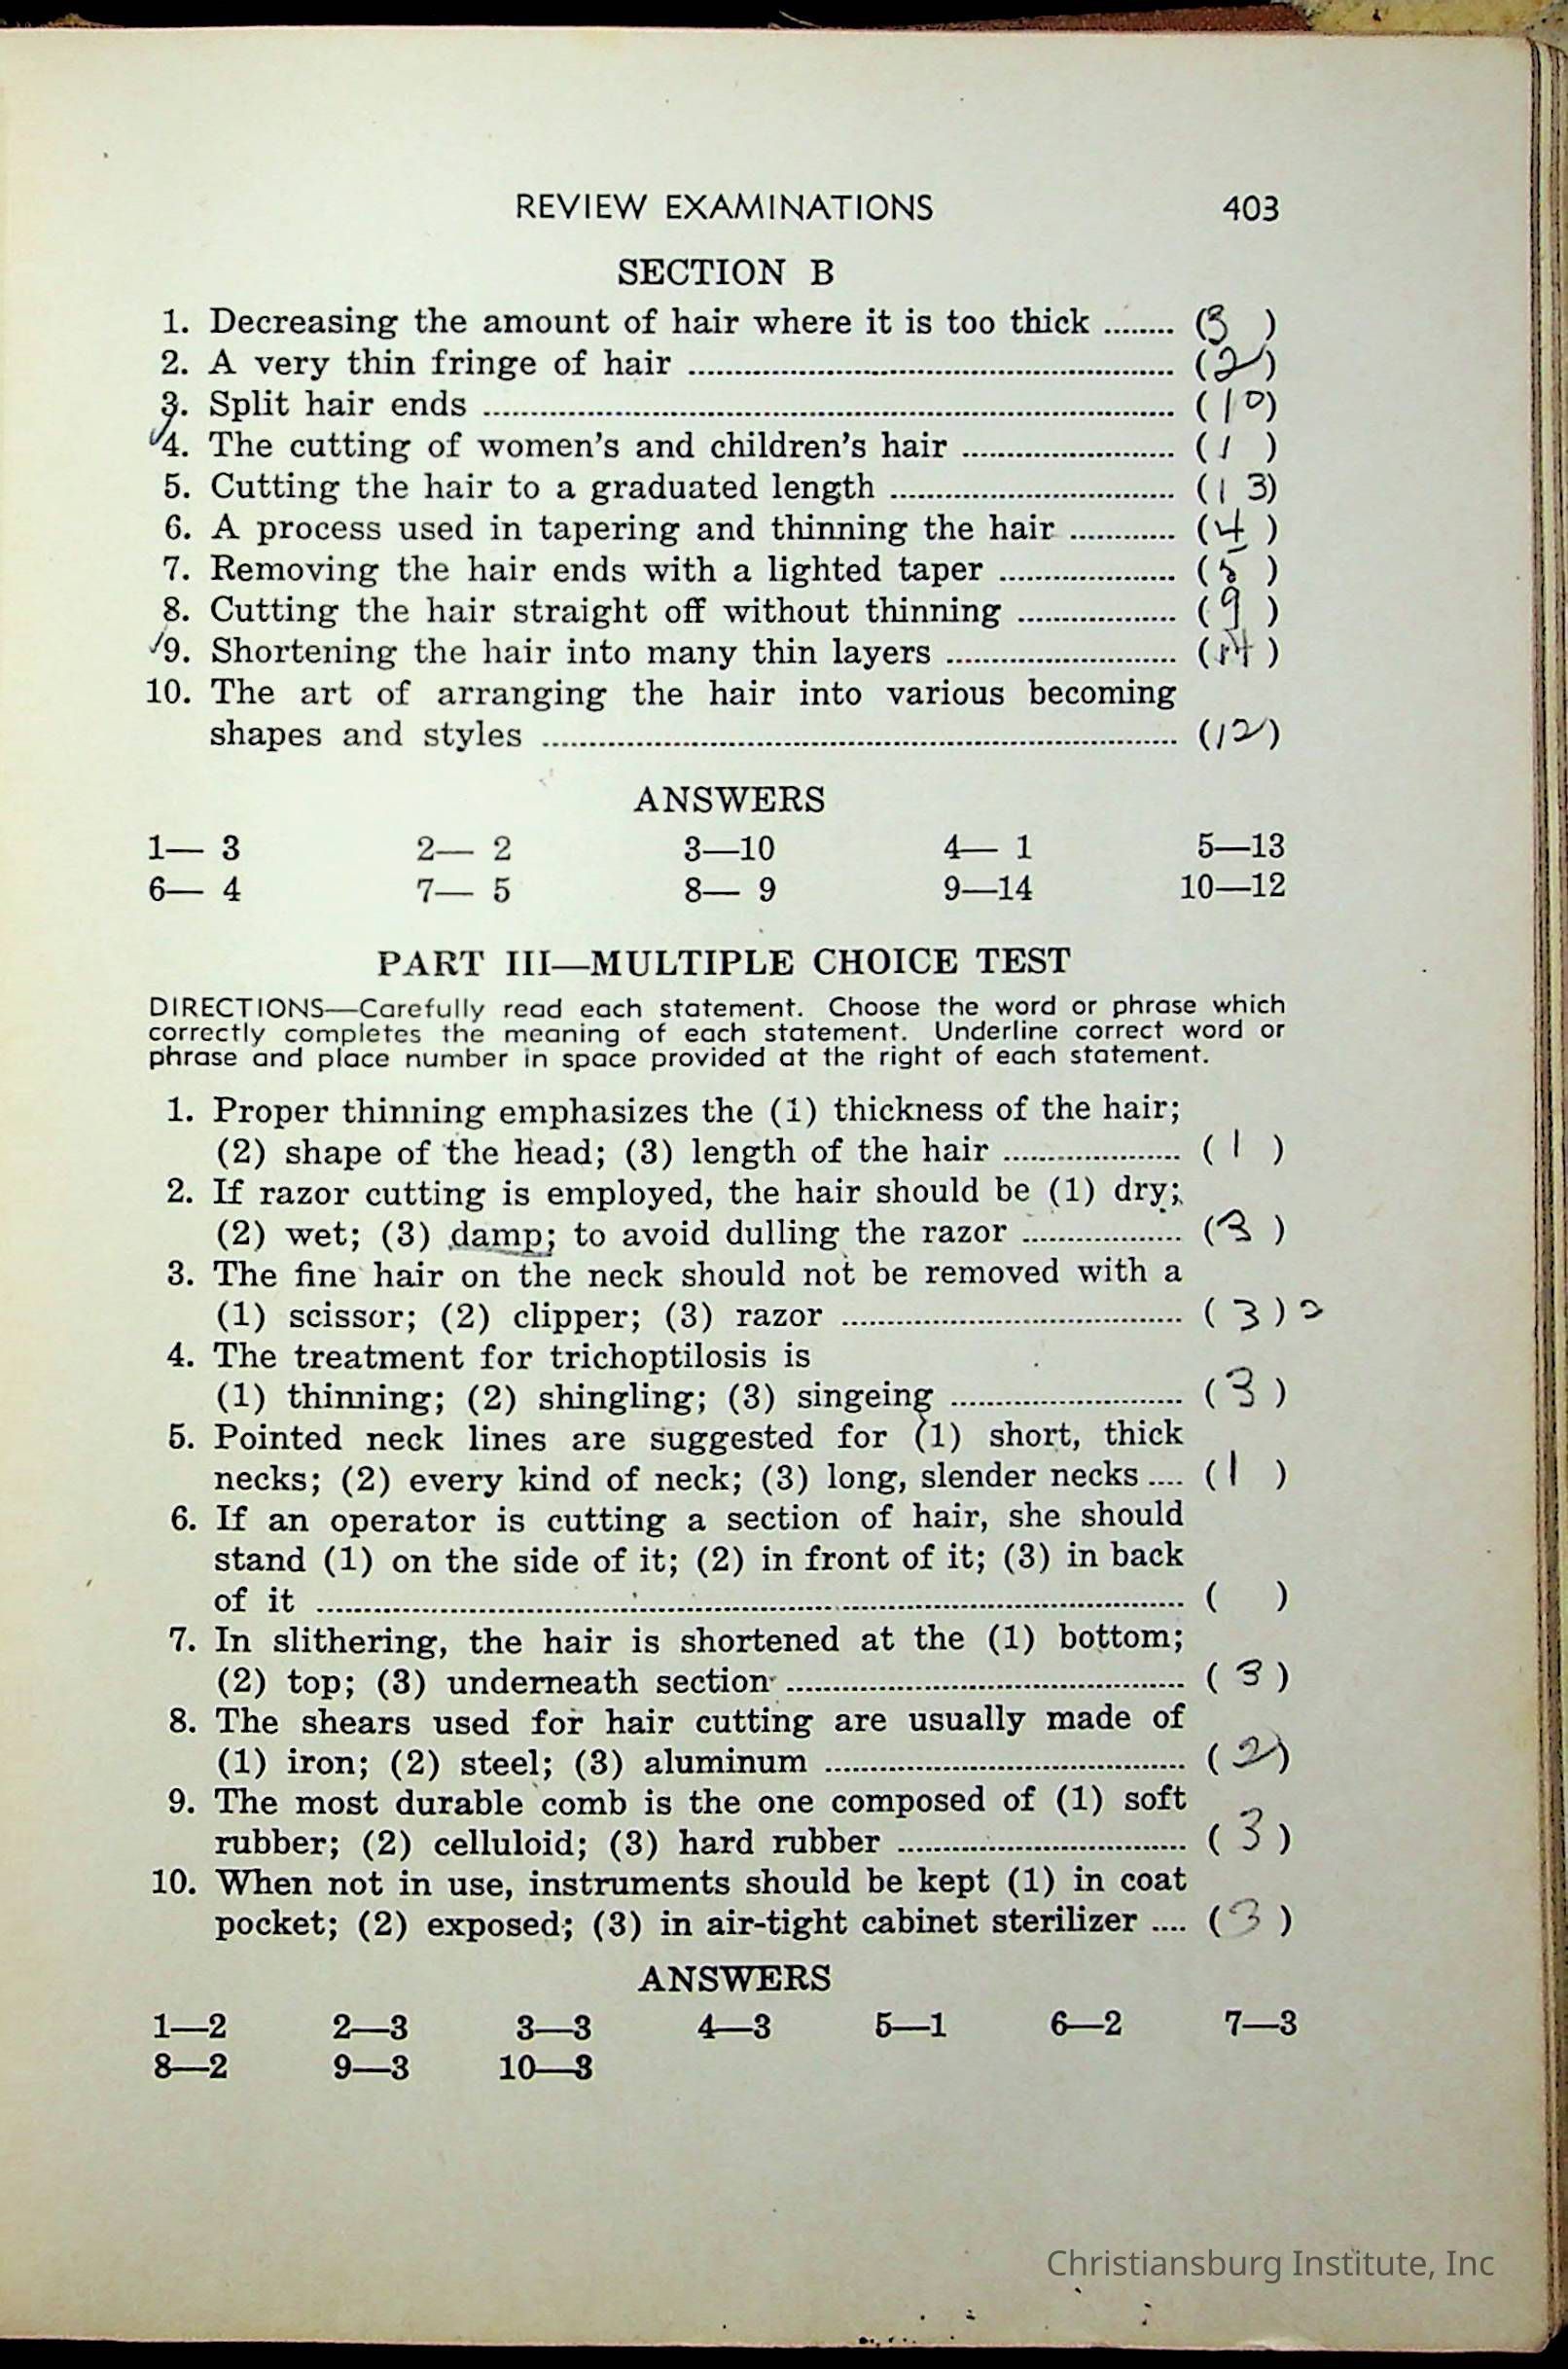 REVIEW EXAMINATIONS 403
SECTION B
1. Decreasing the amount of hair where it is too thick ........ (3 )
2. A very thin fringe of hair ........ (2)
3. Split hair ends ........ (10)
4. The cutting of women's and children's hair ........ (1 )
5. Cutting the hair to a graduated length ........ (13)
6. A process used in tapering and thinning the hair ........ (4 )
7. Removing the hair ends with a lighted taper ........ (5 )
8. Cutting the hair straight off without thinning ........ (9 )
9. Shortening the hair into many thin layers ........ (14 )
10. The art of arranging the hair into various becoming
shapes and styles ........ (12)
ANSWERS
1— 3 2— 2 3—10 4— 1 5—13
6— 4 7— 5 8— 9 9—14 10—12
PART III—MULTIPLE CHOICE TEST
DIRECTIONS—Carefully read each statement. Choose the word or phrase which
correctly completes the meaning of each statement. Underline correct word or
phrase and place number in space provided at the right of each statement.
1. Proper thinning emphasizes the (1) thickness of the hair;
(2) shape of the head; (3) length of the hair ........ ( 1 )
2. If razor cutting is employed, the hair should be (1) dry;
(2) wet; (3) damp; to avoid dulling the razor ........ (3 )
3. The fine hair on the neck should not be removed with a
(1) scissor; (2) clipper; (3) razor ........ ( 3 ) 2
4. The treatment for trichoptilosis is
(1) thinning; (2) shingling; (3) singeing ........ (3 )
5. Pointed neck lines are suggested for (1) short, thick
necks; (2) every kind of neck; (3) long, slender necks .... (1 )
6. If an operator is cutting a section of hair, she should
stand (1) on the side of it; (2) in front of it; (3) in back
of it ........ ( )
7. In slithering, the hair is shortened at the (1) bottom;
(2) top; (3) underneath section ........ ( 3 )
8. The shears used for hair cutting are usually made of
(1) iron; (2) steel; (3) aluminum ........ ( 2)
9. The most durable comb is the one composed of (1) soft
rubber; (2) celluloid; (3) hard rubber ........ ( 3 )
10. When not in use, instruments should be kept (1) in coat
pocket; (2) exposed; (3) in air-tight cabinet sterilizer .... (3 )
ANSWERS
1—2 2—3 3—3 4—3 5—1 6—2 7—3
8—2 9—3 10—3
Christiansburg Institute, Inc